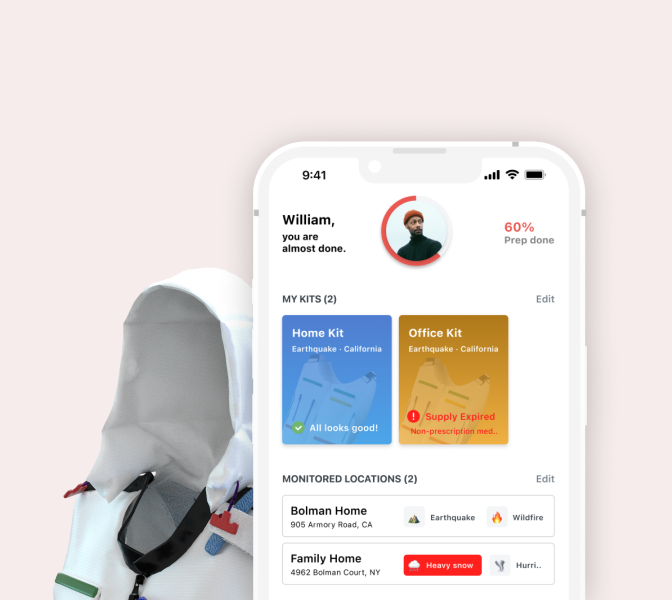 9:41
William,
you are
almost done.
60%
Prep done
MY KITS (2)
Edit
Home Kit
Earthquake · California
All looks good!
Office Kit
Earthquake · California
Supply Expired
Non-prescription med..
MONITORED LOCATIONS (2)
Edit
Bolman Home
905 Armory Road, CA
Earthquake
Wildfire
Family Home
4962 Bolman Court, NY
Heavy snow
Hurri..